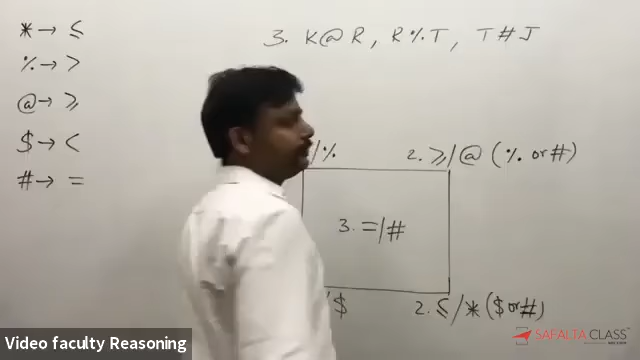 * → ≤
% → >
@ → ≥
$ → <
# → =
3. K @ R, R % T, T # J
/ %
2. ≥ / @ (% or #)
3. = / #
/ $
2. ≤ / * ($ or #)
Video faculty Reasoning
SAFALTA CLASS